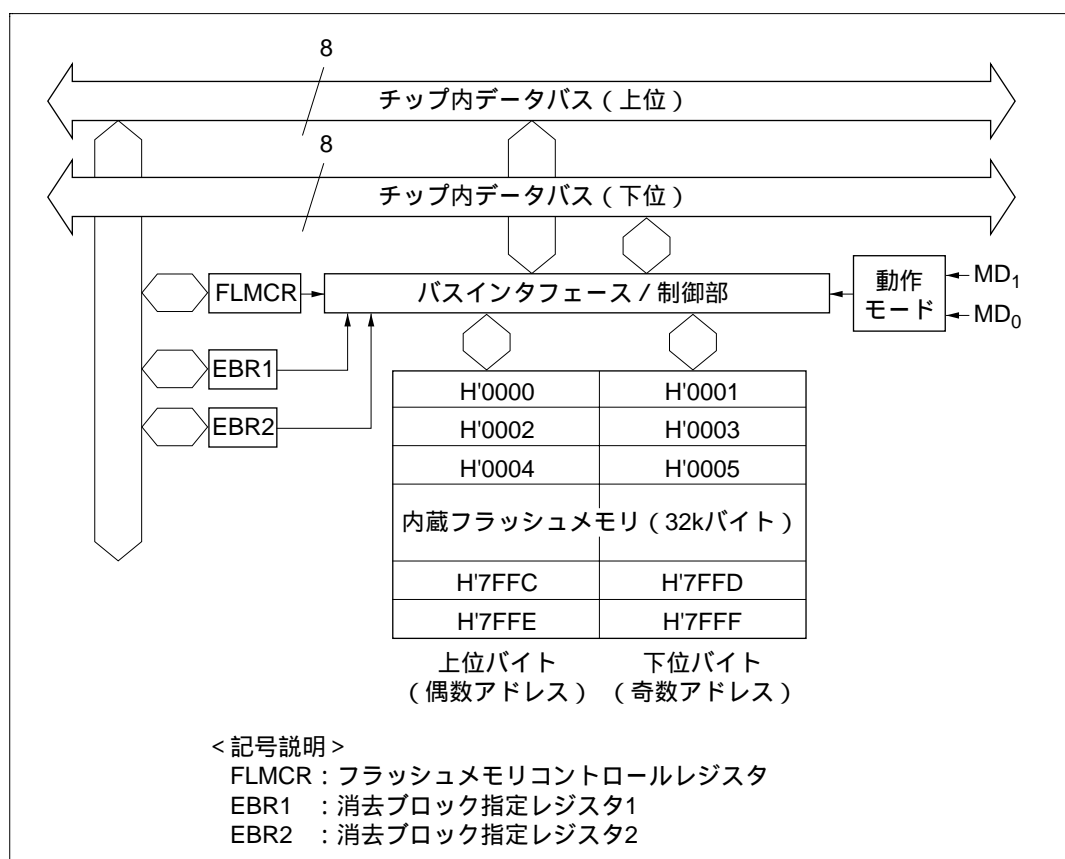 8
チップ内データバス（上位）
8
チップ内データバス（下位）
FLMCR
バスインタフェース / 制御部
動作
モード
MD1
MD0
EBR1
EBR2
H'0000 H'0001
H'0002 H'0003
H'0004 H'0005
内蔵フラッシュメモリ（32kバイト）
H'7FFC H'7FFD
H'7FFE H'7FFF
上位バイト 下位バイト
（偶数アドレス） （奇数アドレス）
＜記号説明＞
FLMCR：フラッシュメモリコントロールレジスタ
EBR1 ：消去ブロック指定レジスタ1
EBR2 ：消去ブロック指定レジスタ2